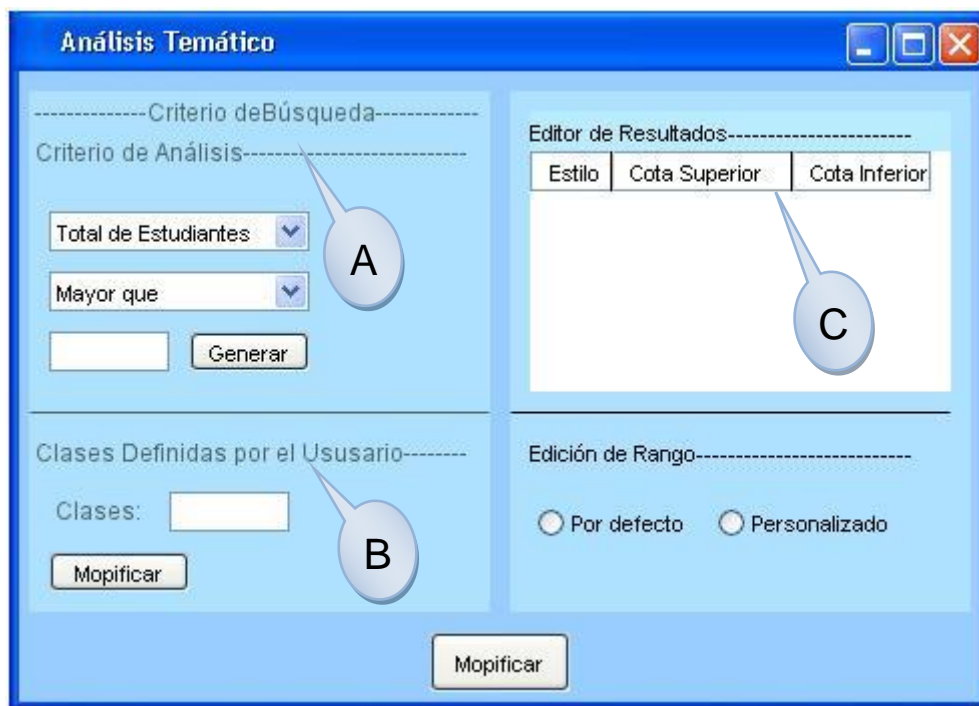 Análisis Temático
--------------Criterio deBúsqueda-------------
Criterio de Análisis----------------------------
Total de Estudiantes
Mayor que
Generar
A
Clases Definidas por el Ususario--------
Clases:
Mopificar
B
Editor de Resultados------------------------
Estilo Cota Superior Cota Inferior
C
Edición de Rango----------------------------
Por defecto Personalizado
Mopificar